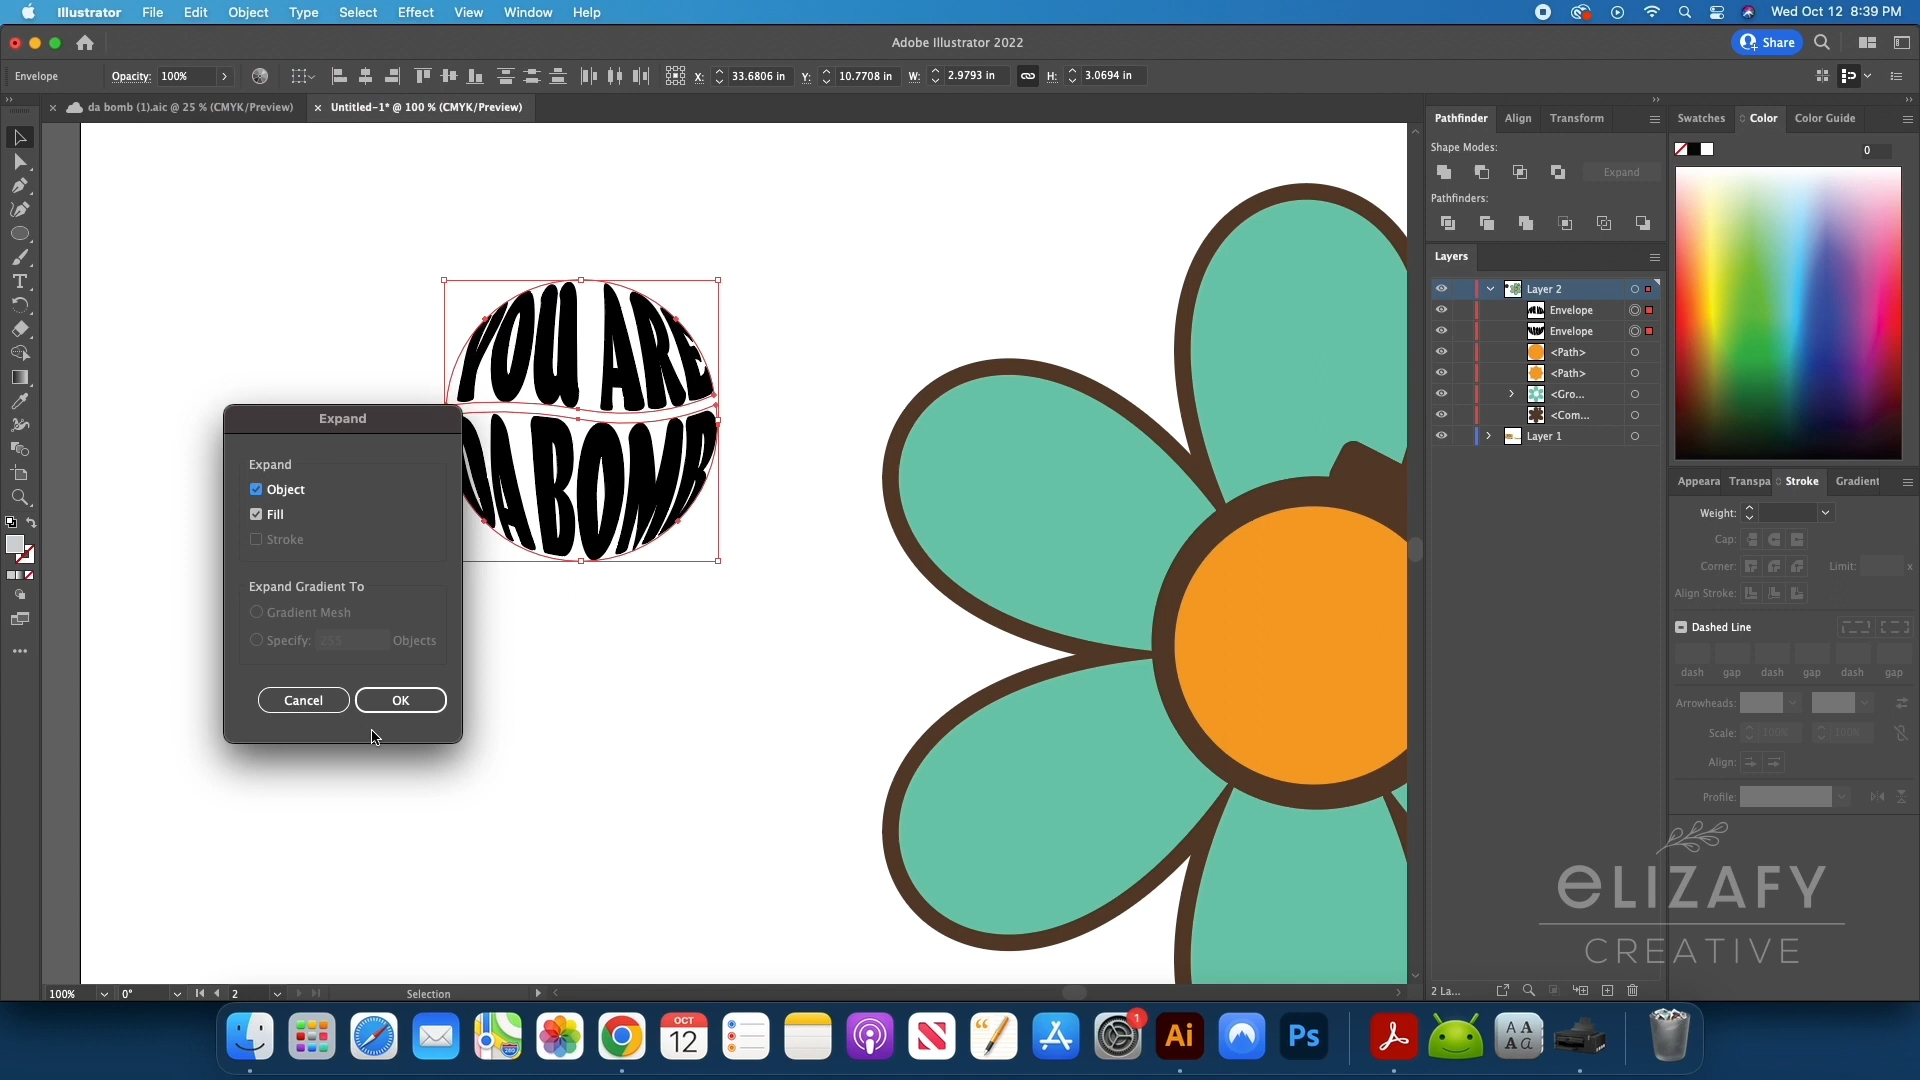 Illustrator File Edit Object Type Select Effect View Window Help
Wed Oct 12 8:39 PM
Adobe Illustrator 2022
Share
Envelope
Opacity: 100%
X: 33.6806 in Y: 10.7708 in W: 2.9793 in H: 3.0694 in
da bomb (1).aic @ 25 % (CMYK/Preview)
Untitled-1* @ 100 % (CMYK/Preview)
YOU ARE
DA BOMB
Expand
Expand
Object
Fill
Stroke
Expand Gradient To
Gradient Mesh
Specify: 255 Objects
Cancel OK
Pathfinder Align Transform
Shape Modes:
Expand
Pathfinders:
Layers
Layer 2
Envelope
Envelope
<Path>
<Path>
<Gro...
<Com...
Layer 1
2 La...
Swatches Color Color Guide
0
Appeara Transpa Stroke Gradient
Weight:
Cap:
Corner: Limit: x
Align Stroke:
Dashed Line
dash gap dash gap dash gap
Arrowheads:
Scale: 100% 100%
Align:
Profile:
eLIZAFY
CREATIVE
100% 0° 2 Selection
OCT
12
280
1
Ai
Ps
A A
A a